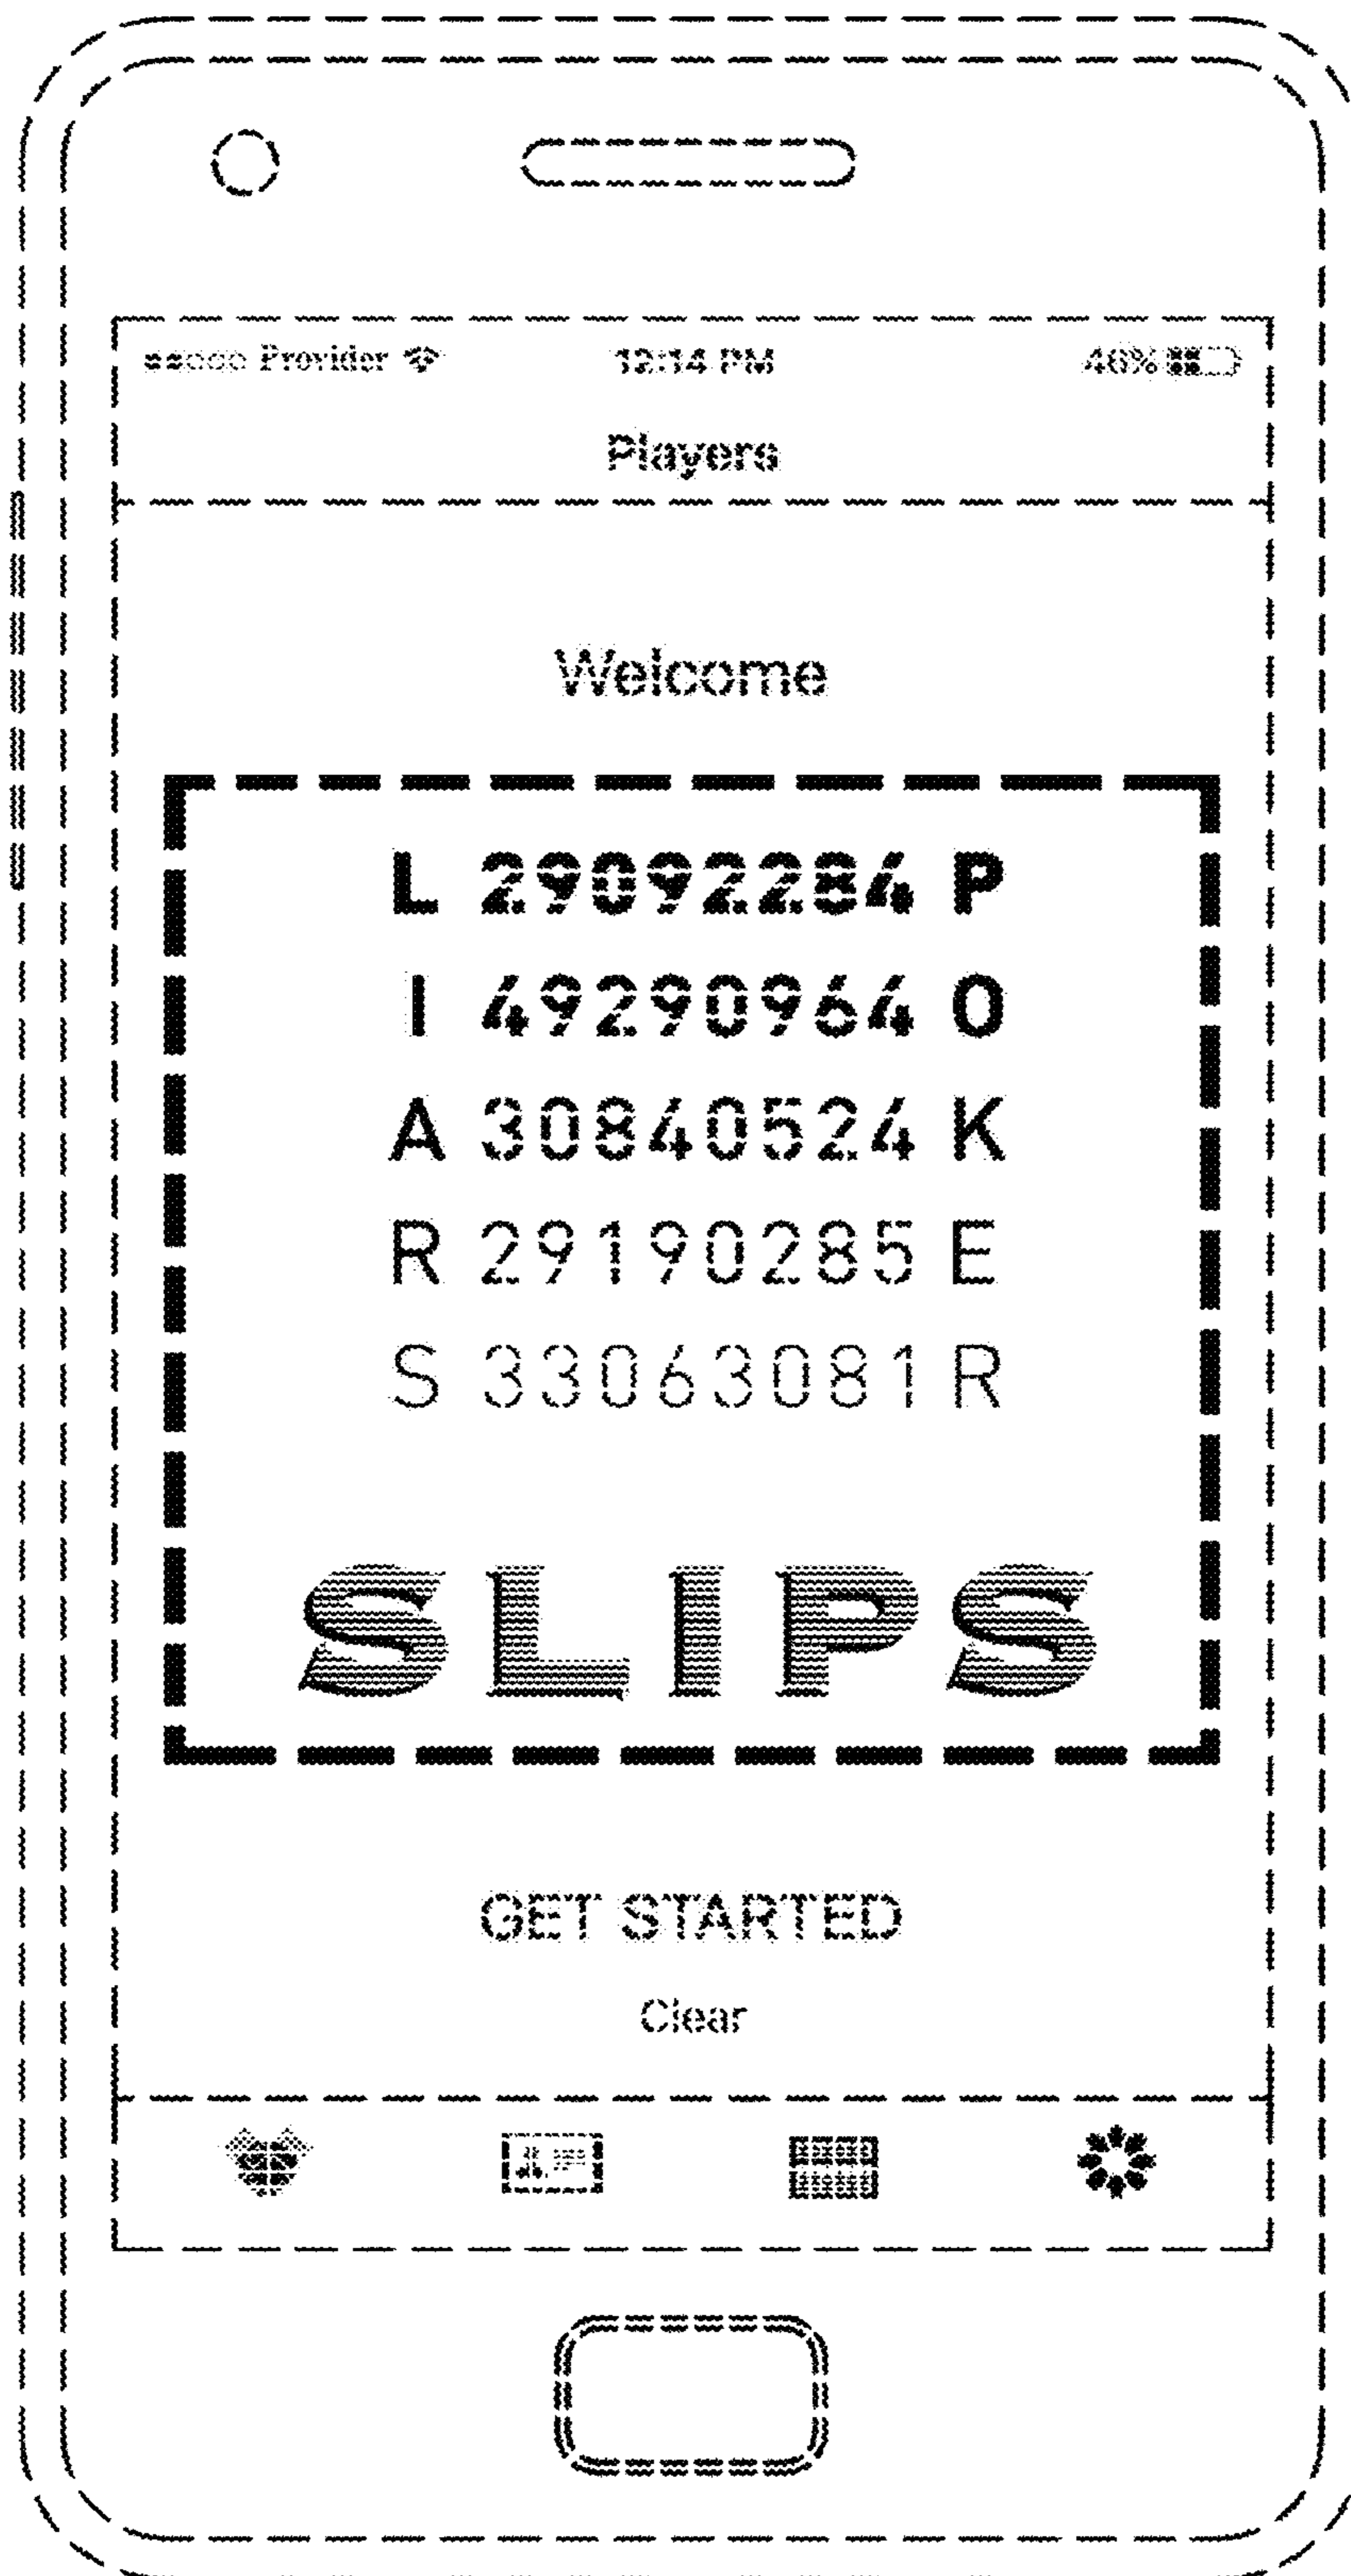 Provider 12:14 PM 46%
Players
Welcome
L 29092284 P
I 49290964 O
A 30840524 K
R 29190285 E
S 33063081 R
SLIPS
GET STARTED
Clear